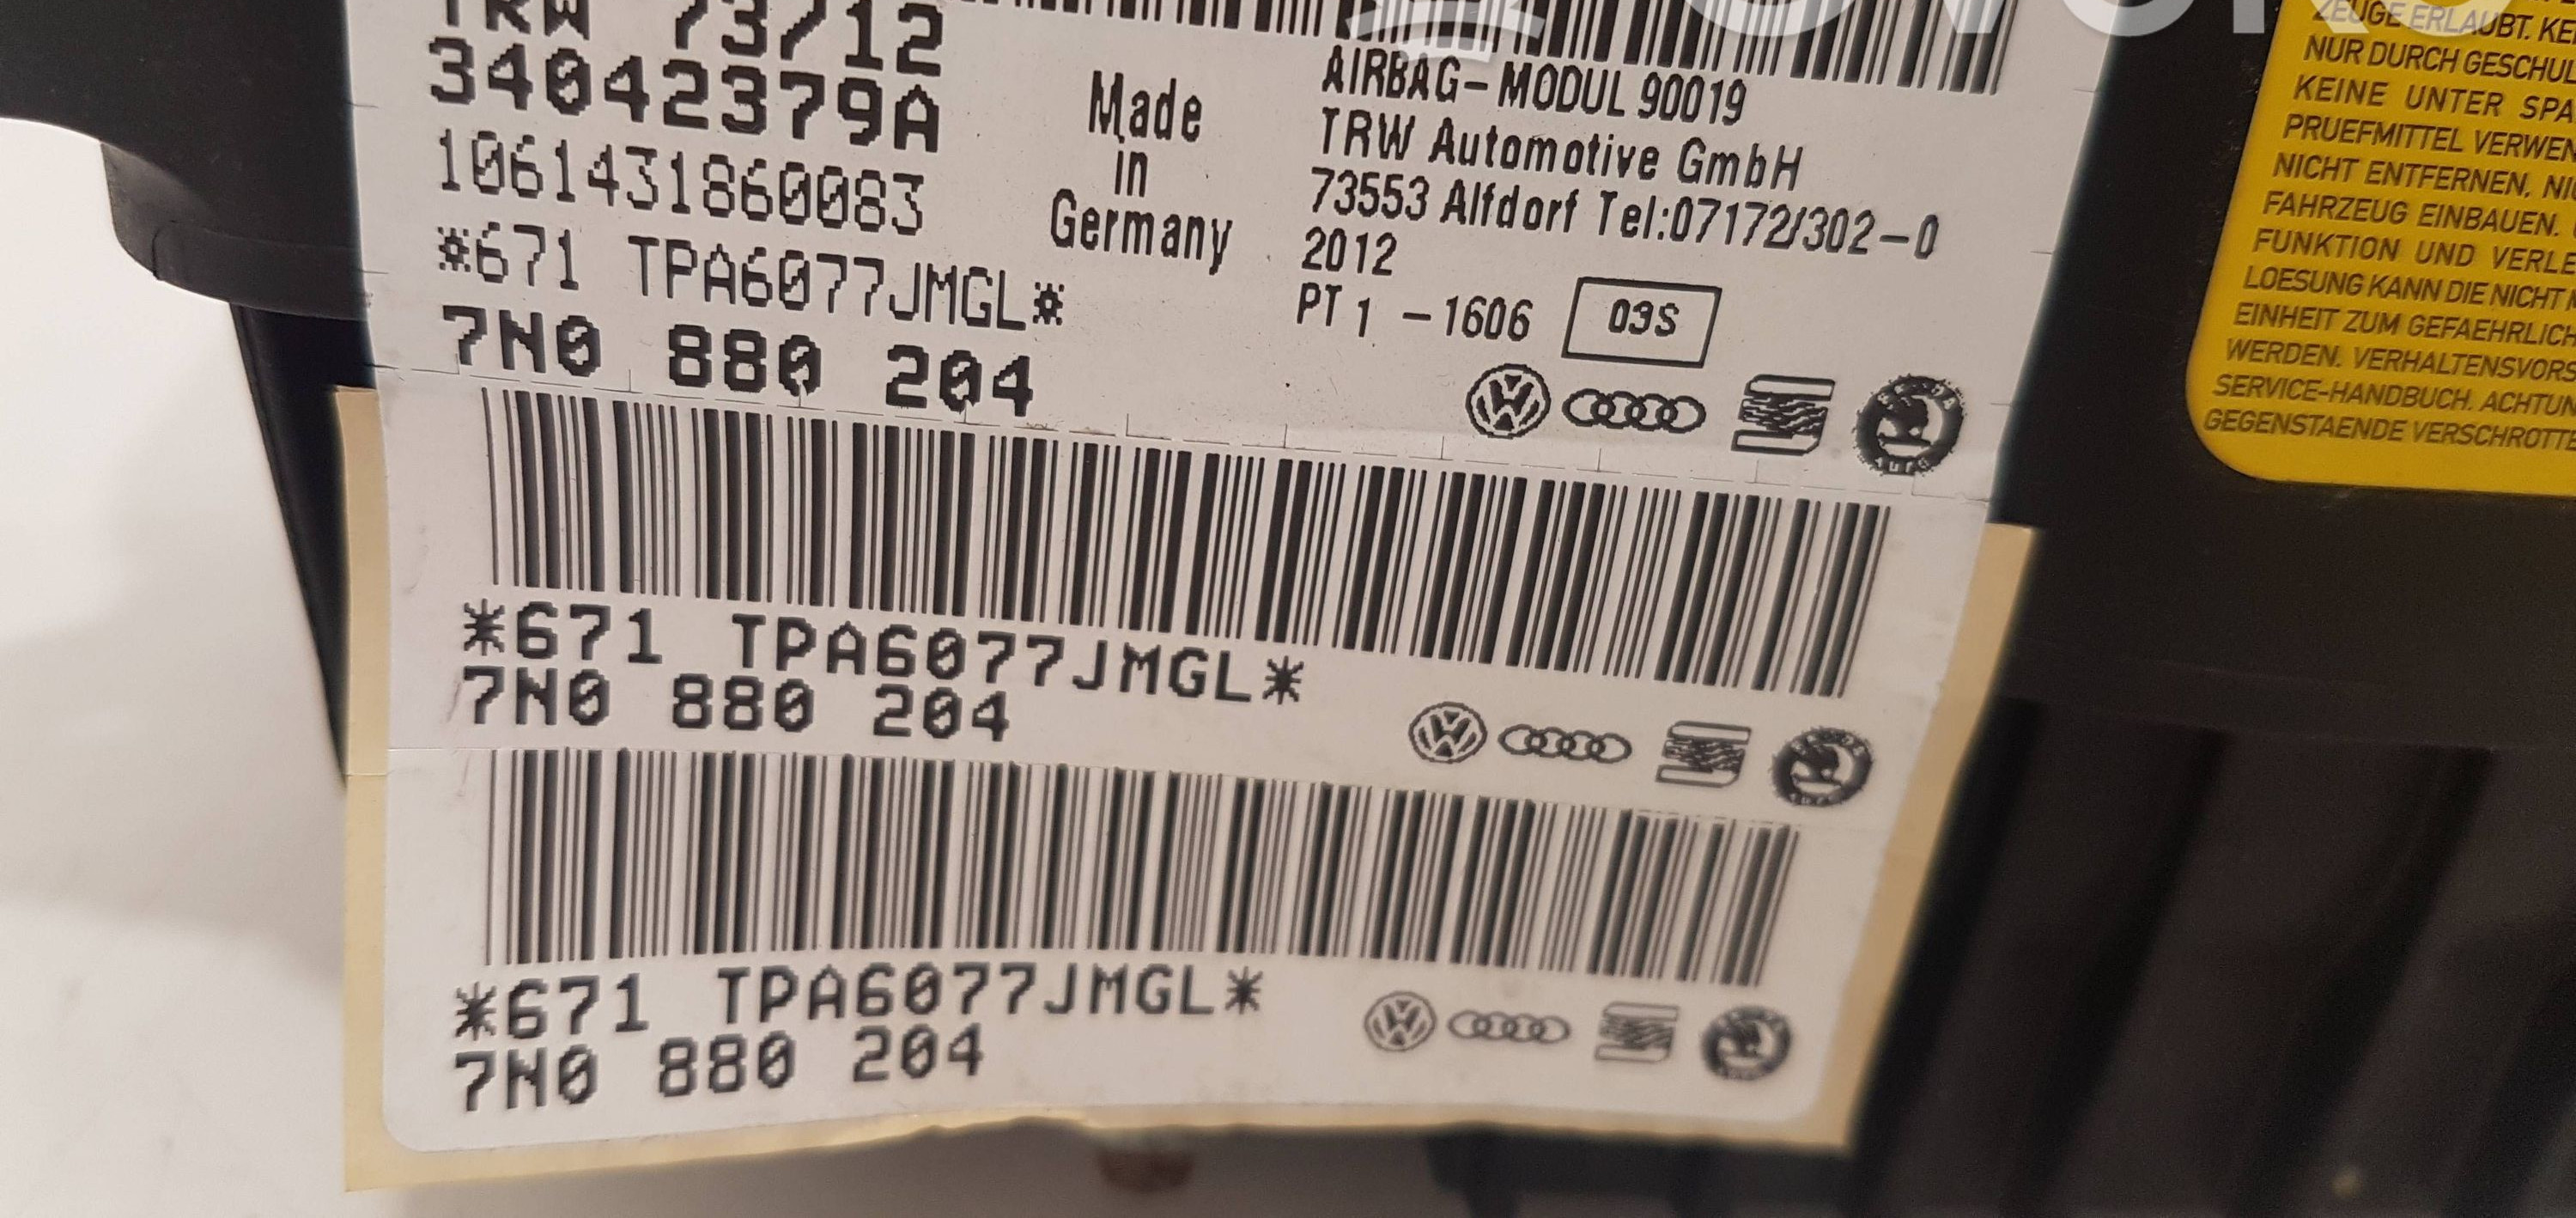 TRW 73/12
34042379A
1061431860083
*671 TPA6077JMGL*
7N0 880 204
Made
in
Germany
AIRBAG-MODUL 90019
TRW Automotive GmbH
73553 Alfdorf Tel:07172/302-0
2012
PT 1 -1606 03S
*671 TPA6077JMGL*
7N0 880 204
*671 TPA6077JMGL*
7N0 880 204
ZEUGE ERLAUBT.
NUR DURCH
KEINE UNTER
PRUEFMITTEL
NICHT ENTFERNEN,
FAHRZEUG EINBAUEN.
FUNKTION UND
LOESUNG KANN DIE NICHT
EINHEIT ZUM
WERDEN.
SERVICE-HANDBUCH.
GEGENSTAENDE